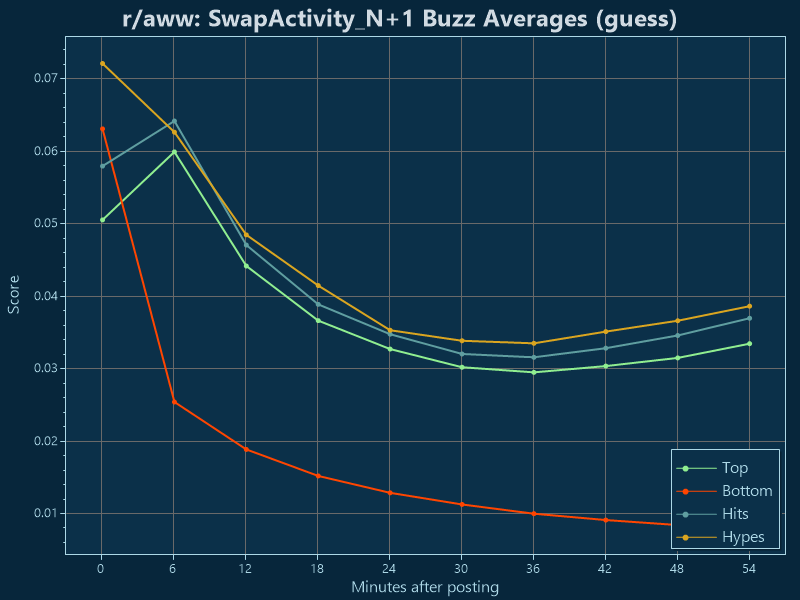 r/aww: SwapActivity_N+1 Buzz Averages (guess)
0.07
0.06
0.05
0.04
0.03
0.02
0.01
Score
0 6 12 18 24 30 36 42 48 54
Minutes after posting
Top
Bottom
Hits
Hypes